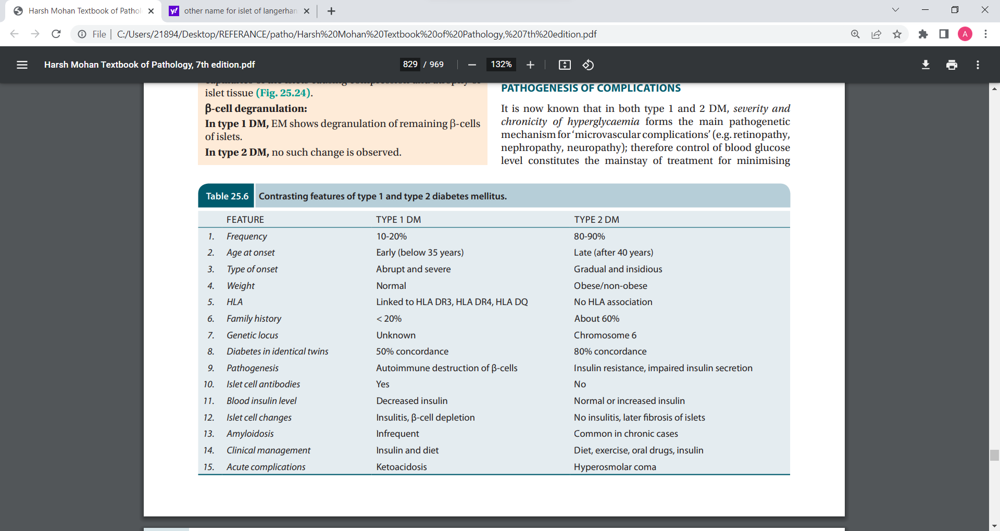 Harsh Mohan Textbook of Pathol
other name for islet of langerhan
File
C:/Users/21894/Desktop/REFERANCE/patho/Harsh%20Mohan%20Textbook%20of%20Pathology,%207th%20edition.pdf
A
Harsh Mohan Textbook of Pathology, 7th edition.pdf
829 / 969
132%
islet tissue (Fig. 25.24).
β-cell degranulation:
In type 1 DM, EM shows degranulation of remaining β-cells
of islets.
In type 2 DM, no such change is observed.
PATHOGENESIS OF COMPLICATIONS
It is now known that in both type 1 and 2 DM, severity and
chronicity of hyperglycaemia forms the main pathogenetic
mechanism for 'microvascular complications' (e.g. retinopathy,
nephropathy, neuropathy); therefore control of blood glucose
level constitutes the mainstay of treatment for minimising
Table 25.6 Contrasting features of type 1 and type 2 diabetes mellitus.
FEATURE TYPE 1 DM TYPE 2 DM
1. Frequency 10-20% 80-90%
2. Age at onset Early (below 35 years) Late (after 40 years)
3. Type of onset Abrupt and severe Gradual and insidious
4. Weight Normal Obese/non-obese
5. HLA Linked to HLA DR3, HLA DR4, HLA DQ No HLA association
6. Family history < 20% About 60%
7. Genetic locus Unknown Chromosome 6
8. Diabetes in identical twins 50% concordance 80% concordance
9. Pathogenesis Autoimmune destruction of β-cells Insulin resistance, impaired insulin secretion
10. Islet cell antibodies Yes No
11. Blood insulin level Decreased insulin Normal or increased insulin
12. Islet cell changes Insulitis, β-cell depletion No insulitis, later fibrosis of islets
13. Amyloidosis Infrequent Common in chronic cases
14. Clinical management Insulin and diet Diet, exercise, oral drugs, insulin
15. Acute complications Ketoacidosis Hyperosmolar coma